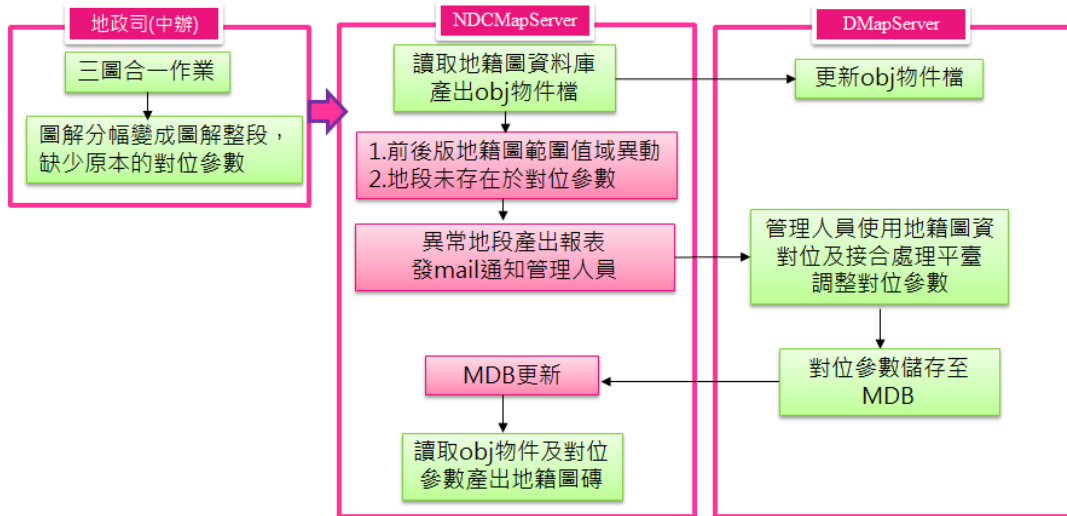 地政司(中辦)
三圖合一作業
圖解分幅變成圖解整段，
缺少原本的對位參數
NDCMapServer
讀取地籍圖資料庫
產出obj物件檔
1.前後版地籍圖範圍值域異動
2.地段未存在於對位參數
異常地段產出報表
發mail通知管理人員
MDB更新
讀取obj物件及對位
參數產出地籍圖磚
DMapServer
更新obj物件檔
管理人員使用地籍圖資
對位及接合處理平臺
調整對位參數
對位參數儲存至
MDB